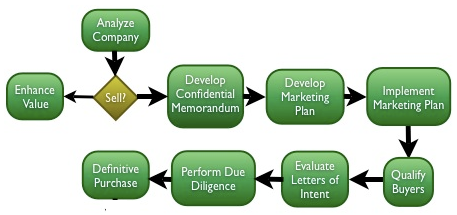 Analyze
Company
Enhance
Value
Sell?
Develop
Confidential
Memorandum
Develop
Marketing
Plan
Implement
Marketing Plan
Qualify
Buyers
Evaluate
Letters of
Intent
Perform Due
Diligence
Definitive
Purchase